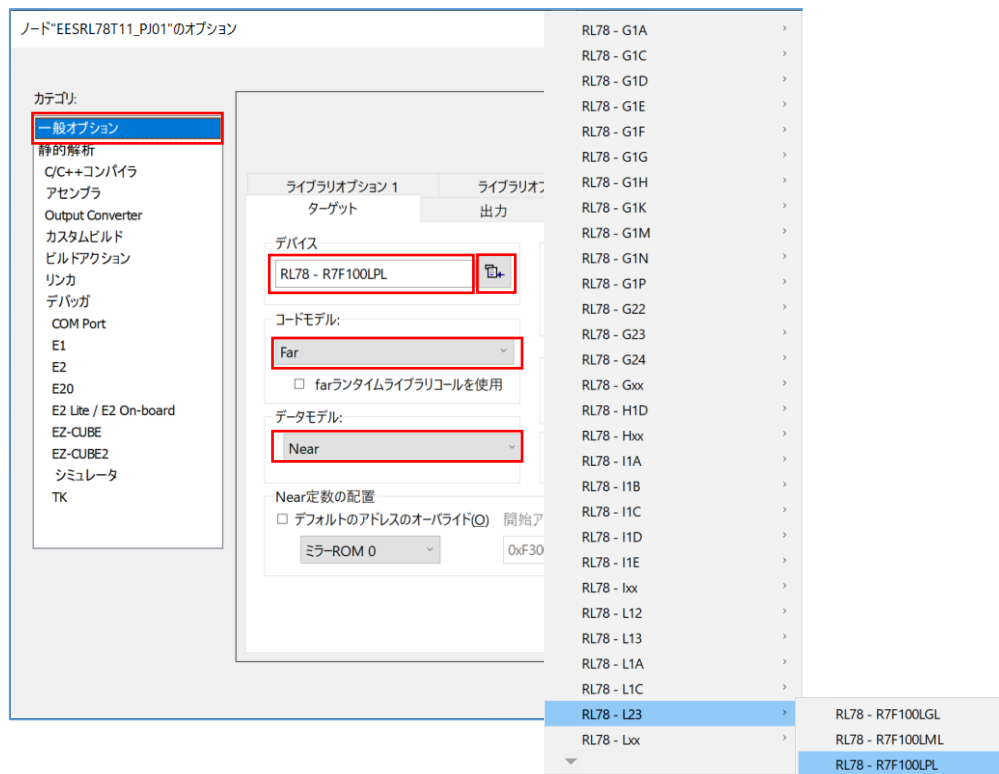 ノード"EESRL78T11_PJ01"のオプション
カテゴリ:
一般オプション
静的解析
C/C++コンパイラ
アセンブラ
Output Converter
カスタムビルド
ビルドアクション
リンカ
デバッガ
COM Port
E1
E2
E20
E2 Lite / E2 On-board
EZ-CUBE
EZ-CUBE2
シミュレータ
TK
ライブラリオプション 1
ライブラリオプ
ターゲット
出力
デバイス
RL78 - R7F100LPL
コードモデル:
Far
farランタイムライブラリコールを使用
データモデル:
Near
Near定数の配置
デフォルトのアドレスのオーバライド(O)
開始ア
ミラーROM 0
0xF30
RL78 - G1A
RL78 - G1C
RL78 - G1D
RL78 - G1E
RL78 - G1F
RL78 - G1G
RL78 - G1H
RL78 - G1K
RL78 - G1M
RL78 - G1N
RL78 - G1P
RL78 - G22
RL78 - G23
RL78 - G24
RL78 - Gxx
RL78 - H1D
RL78 - Hxx
RL78 - I1A
RL78 - I1B
RL78 - I1C
RL78 - I1D
RL78 - I1E
RL78 - Ixx
RL78 - L12
RL78 - L13
RL78 - L1A
RL78 - L1C
RL78 - L23
RL78 - Lxx
RL78 - R7F100LGL
RL78 - R7F100LML
RL78 - R7F100LPL